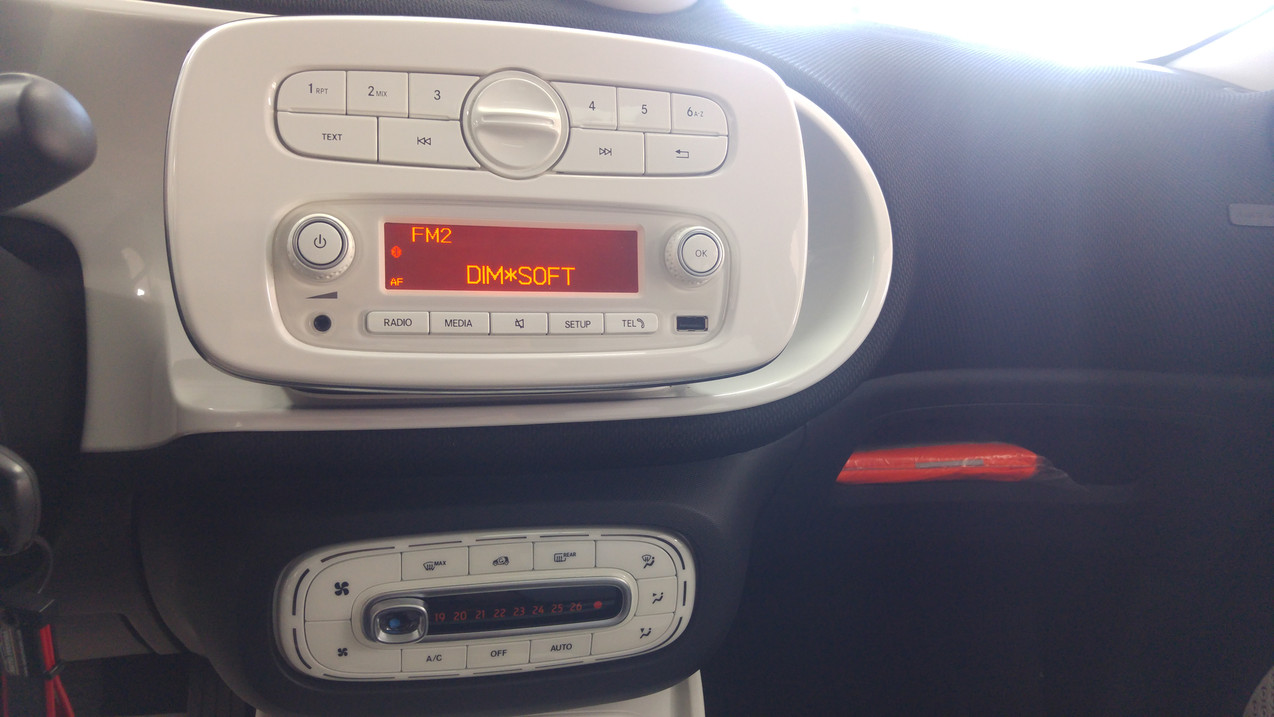 1 RPT 2 MIX 3 4 5 6 A-Z
TEXT
FM2
AF DIM*SOFT
OK
RADIO MEDIA SETUP TEL
MAX REAR
19 20 21 22 23 24 25 26
A/C OFF AUTO